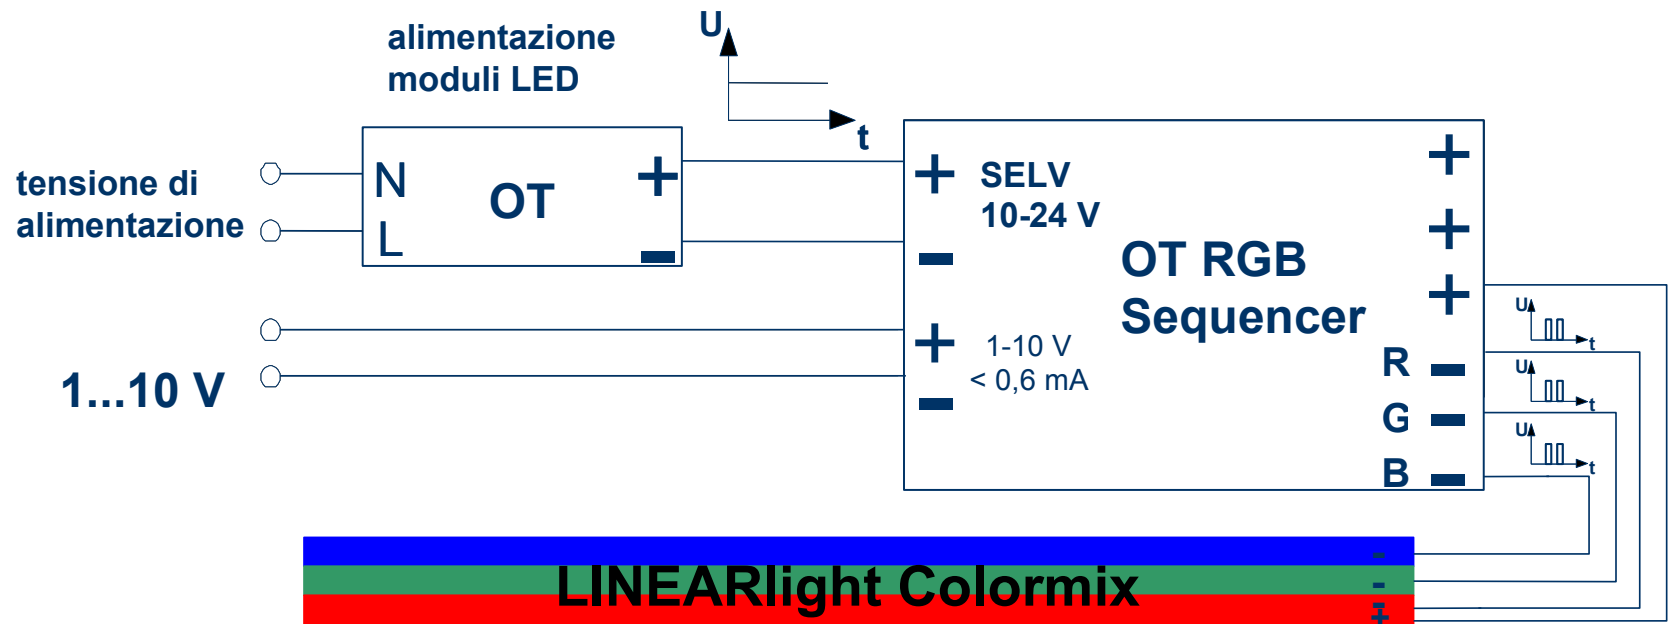 alimentazione
moduli LED
U
t
tensione di
alimentazione
N
L
OT
+
-
+
-
SELV
10-24 V
OT RGB
Sequencer
+
+
+
1...10 V
+
-
1-10 V
< 0,6 mA
R -
G -
B -
U
t
U
t
U
t
LINEARlight Colormix
-
-
-
+